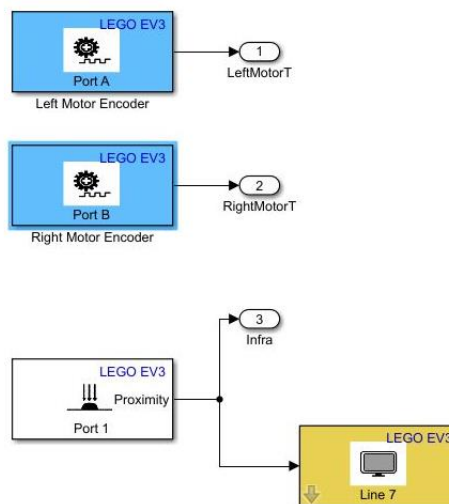 LEGO EV3
Port A
Left Motor Encoder
1
LeftMotorT
LEGO EV3
Port B
Right Motor Encoder
2
RightMotorT
3
Infra
LEGO EV3
Proximity
Port 1
LEGO EV3
Line 7